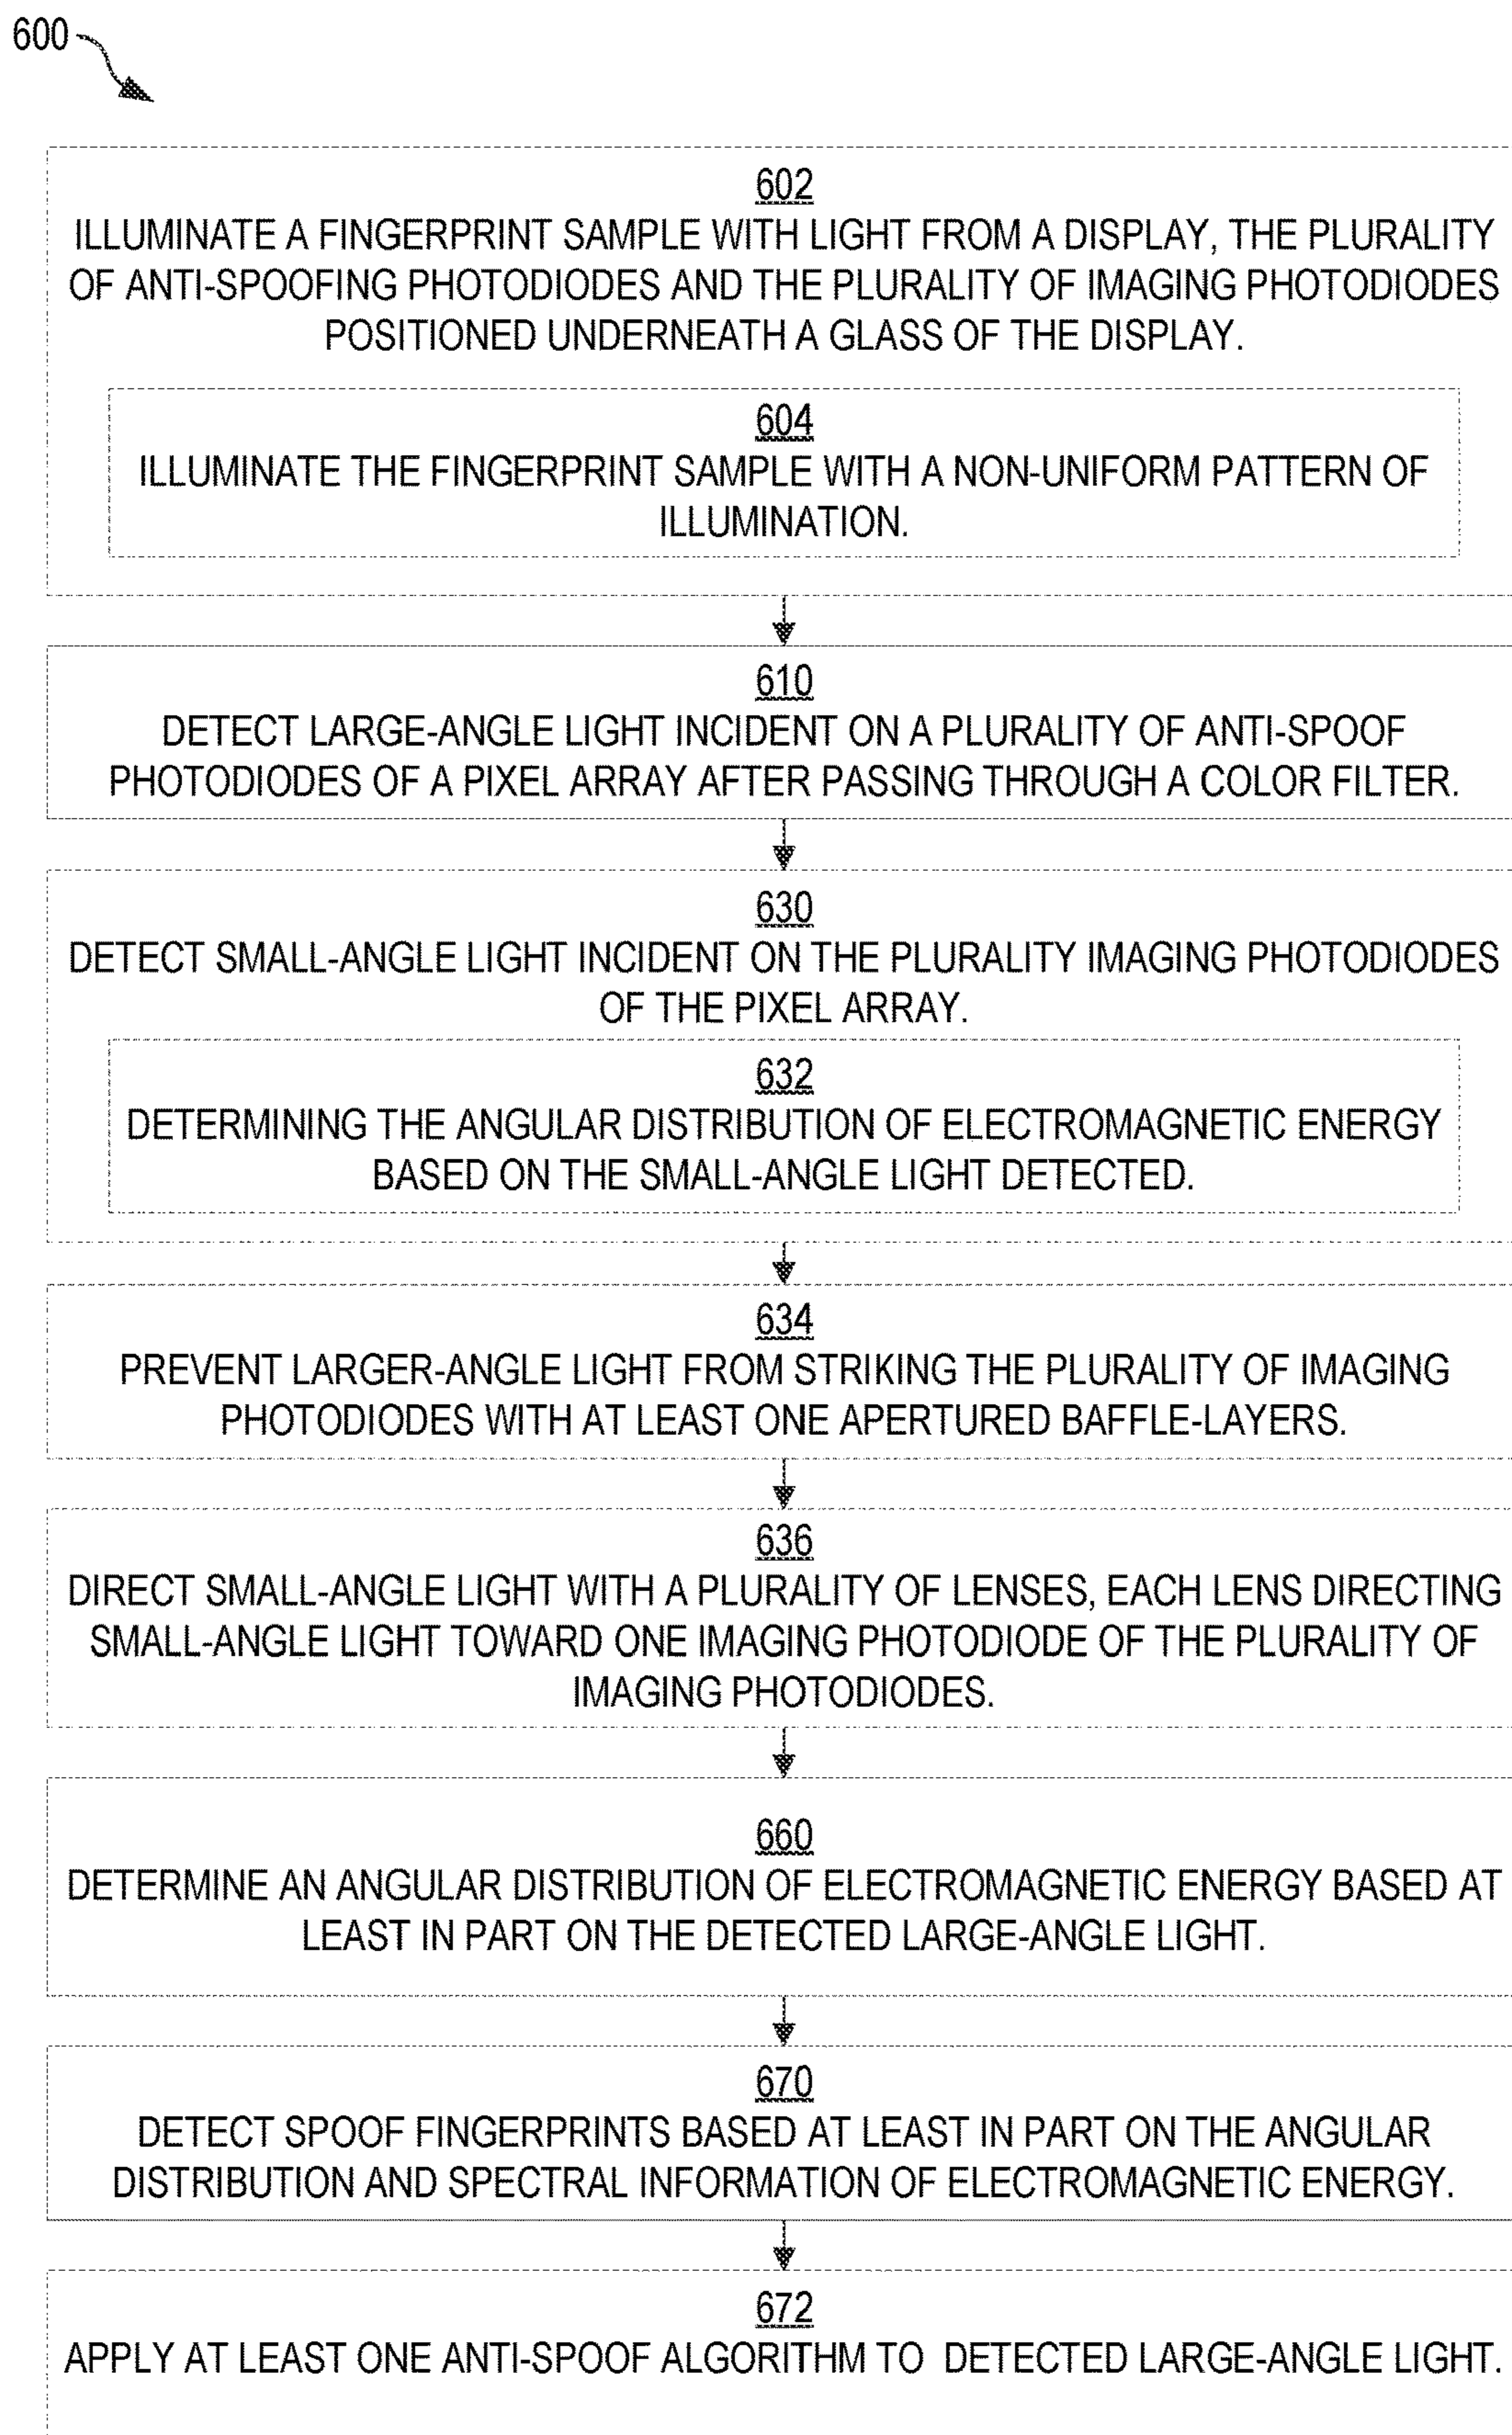 600
602
ILLUMINATE A FINGERPRINT SAMPLE WITH LIGHT FROM A DISPLAY, THE PLURALITY
OF ANTI-SPOOFING PHOTODIODES AND THE PLURALITY OF IMAGING PHOTODIODES
POSITIONED UNDERNEATH A GLASS OF THE DISPLAY.
604
ILLUMINATE THE FINGERPRINT SAMPLE WITH A NON-UNIFORM PATTERN OF
ILLUMINATION.
610
DETECT LARGE-ANGLE LIGHT INCIDENT ON A PLURALITY OF ANTI-SPOOF
PHOTODIODES OF A PIXEL ARRAY AFTER PASSING THROUGH A COLOR FILTER.
630
DETECT SMALL-ANGLE LIGHT INCIDENT ON THE PLURALITY IMAGING PHOTODIODES
OF THE PIXEL ARRAY.
632
DETERMINING THE ANGULAR DISTRIBUTION OF ELECTROMAGNETIC ENERGY
BASED ON THE SMALL-ANGLE LIGHT DETECTED.
634
PREVENT LARGER-ANGLE LIGHT FROM STRIKING THE PLURALITY OF IMAGING
PHOTODIODES WITH AT LEAST ONE APERTURED BAFFLE-LAYERS.
636
DIRECT SMALL-ANGLE LIGHT WITH A PLURALITY OF LENSES, EACH LENS DIRECTING
SMALL-ANGLE LIGHT TOWARD ONE IMAGING PHOTODIODE OF THE PLURALITY OF
IMAGING PHOTODIODES.
660
DETERMINE AN ANGULAR DISTRIBUTION OF ELECTROMAGNETIC ENERGY BASED AT
LEAST IN PART ON THE DETECTED LARGE-ANGLE LIGHT.
670
DETECT SPOOF FINGERPRINTS BASED AT LEAST IN PART ON THE ANGULAR
DISTRIBUTION AND SPECTRAL INFORMATION OF ELECTROMAGNETIC ENERGY.
672
APPLY AT LEAST ONE ANTI-SPOOF ALGORITHM TO DETECTED LARGE-ANGLE LIGHT.